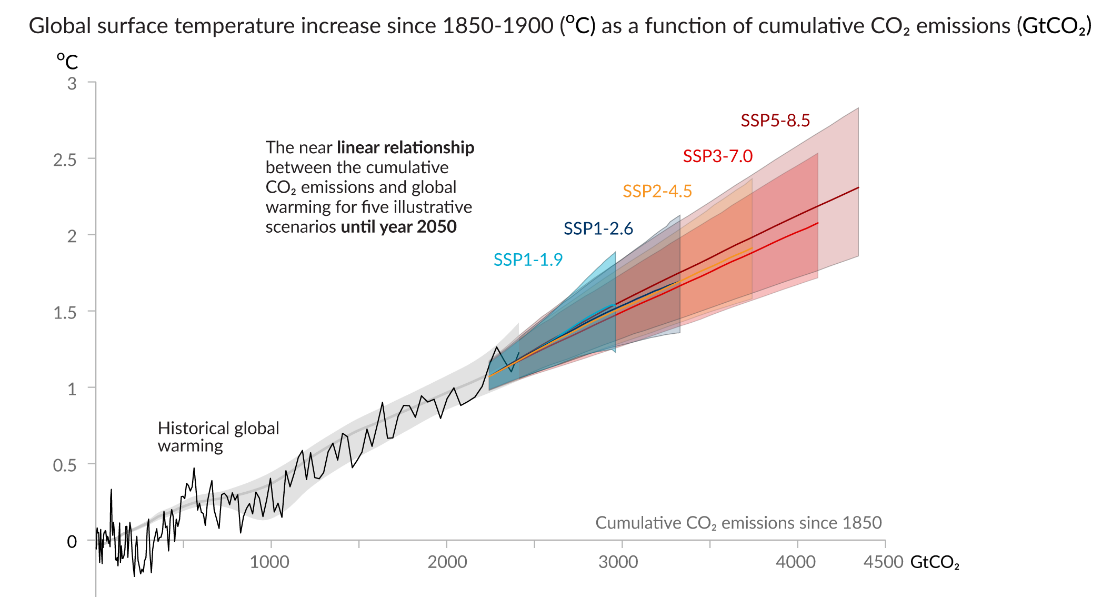 Global surface temperature increase since 1850-1900 (ºC) as a function of cumulative CO₂ emissions (GtCO₂)
ºC
3
2.5
2
1.5
1
0.5
0
The near linear relationship
between the cumulative
CO₂ emissions and global
warming for five illustrative
scenarios until year 2050
SSP5-8.5
SSP3-7.0
SSP2-4.5
SSP1-2.6
SSP1-1.9
Historical global
warming
Cumulative CO₂ emissions since 1850
1000
2000
3000
4000
4500 GtCO₂